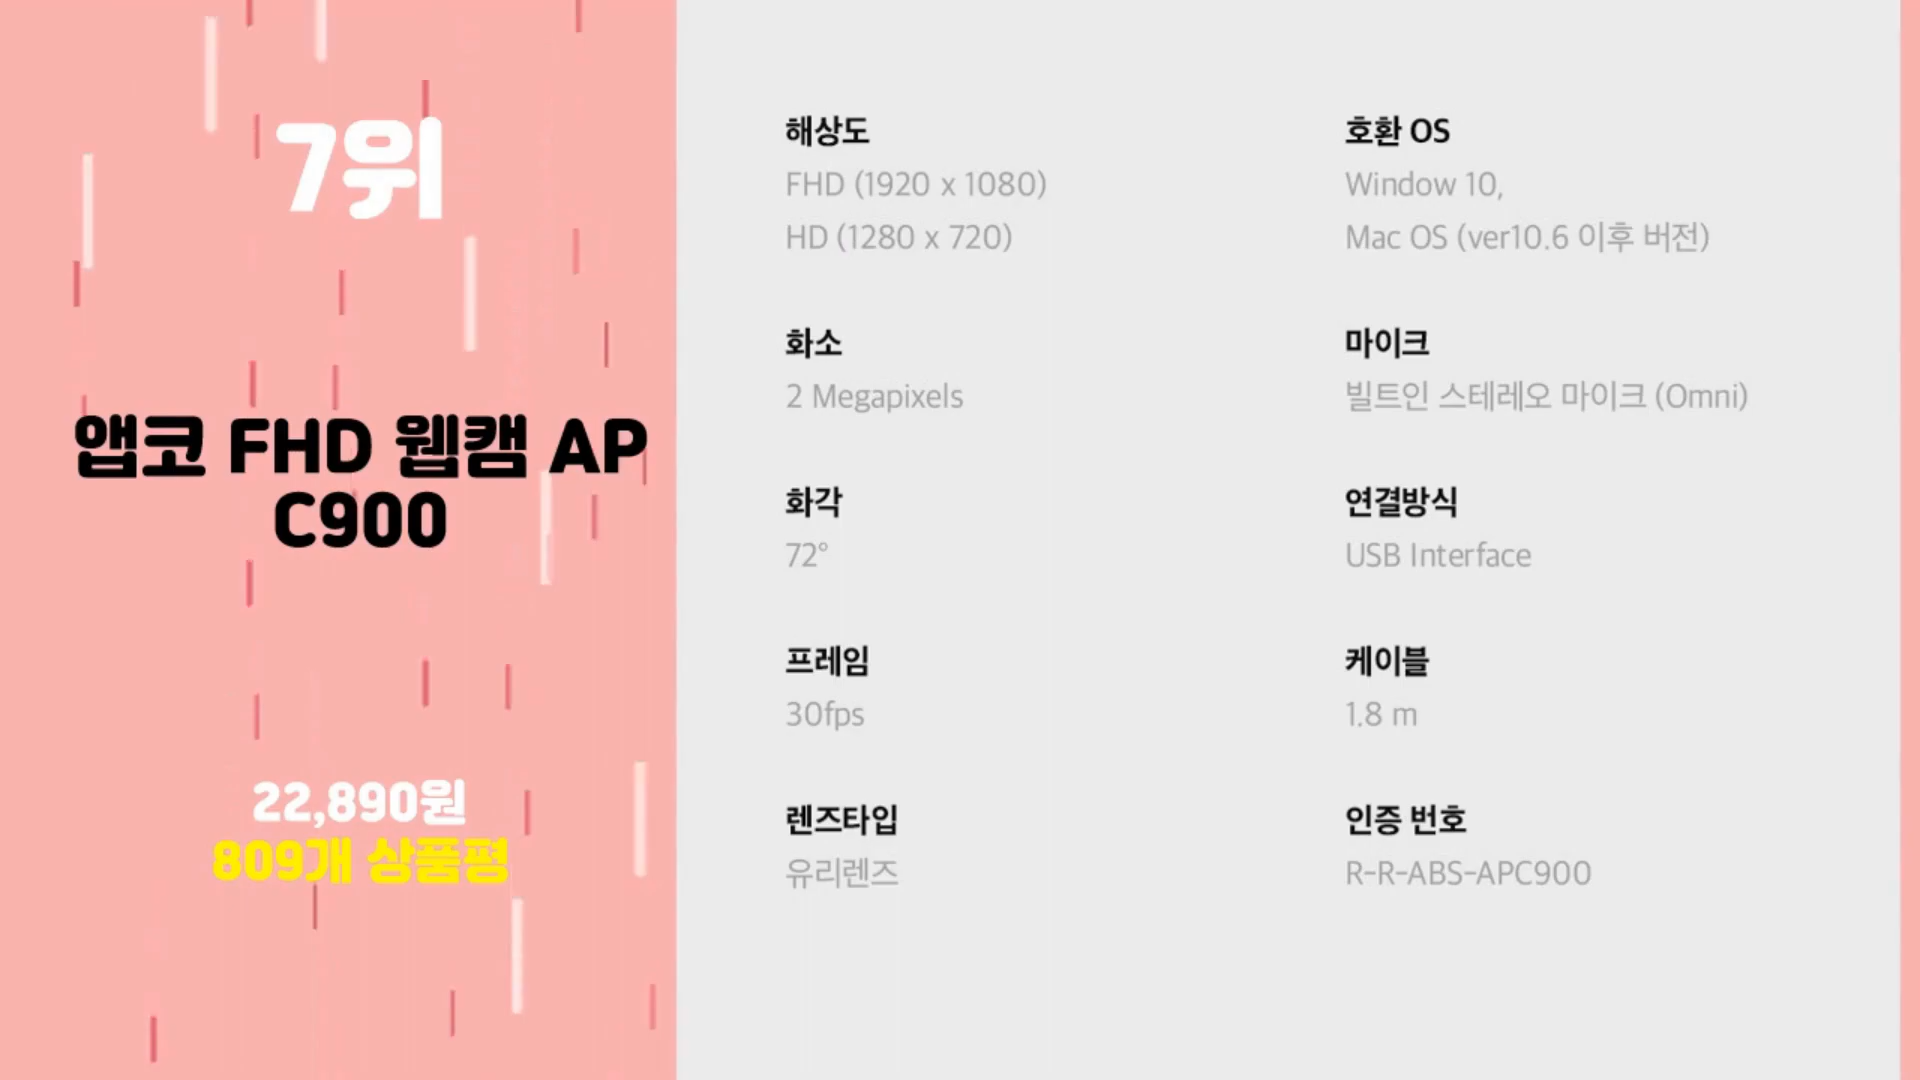 7위
앱코 FHD 웹캠 AP
C900
22,890원
809개 상품평
해상도
FHD (1920 x 1080)
HD (1280 x 720)
화소
2 Megapixels
화각
72°
프레임
30fps
렌즈타입
유리렌즈
호환 OS
Window 10,
Mac OS (ver10.6 이후 버전)
마이크
빌트인 스테레오 마이크 (Omni)
연결방식
USB Interface
케이블
1.8 m
인증 번호
R-R-ABS-APC900